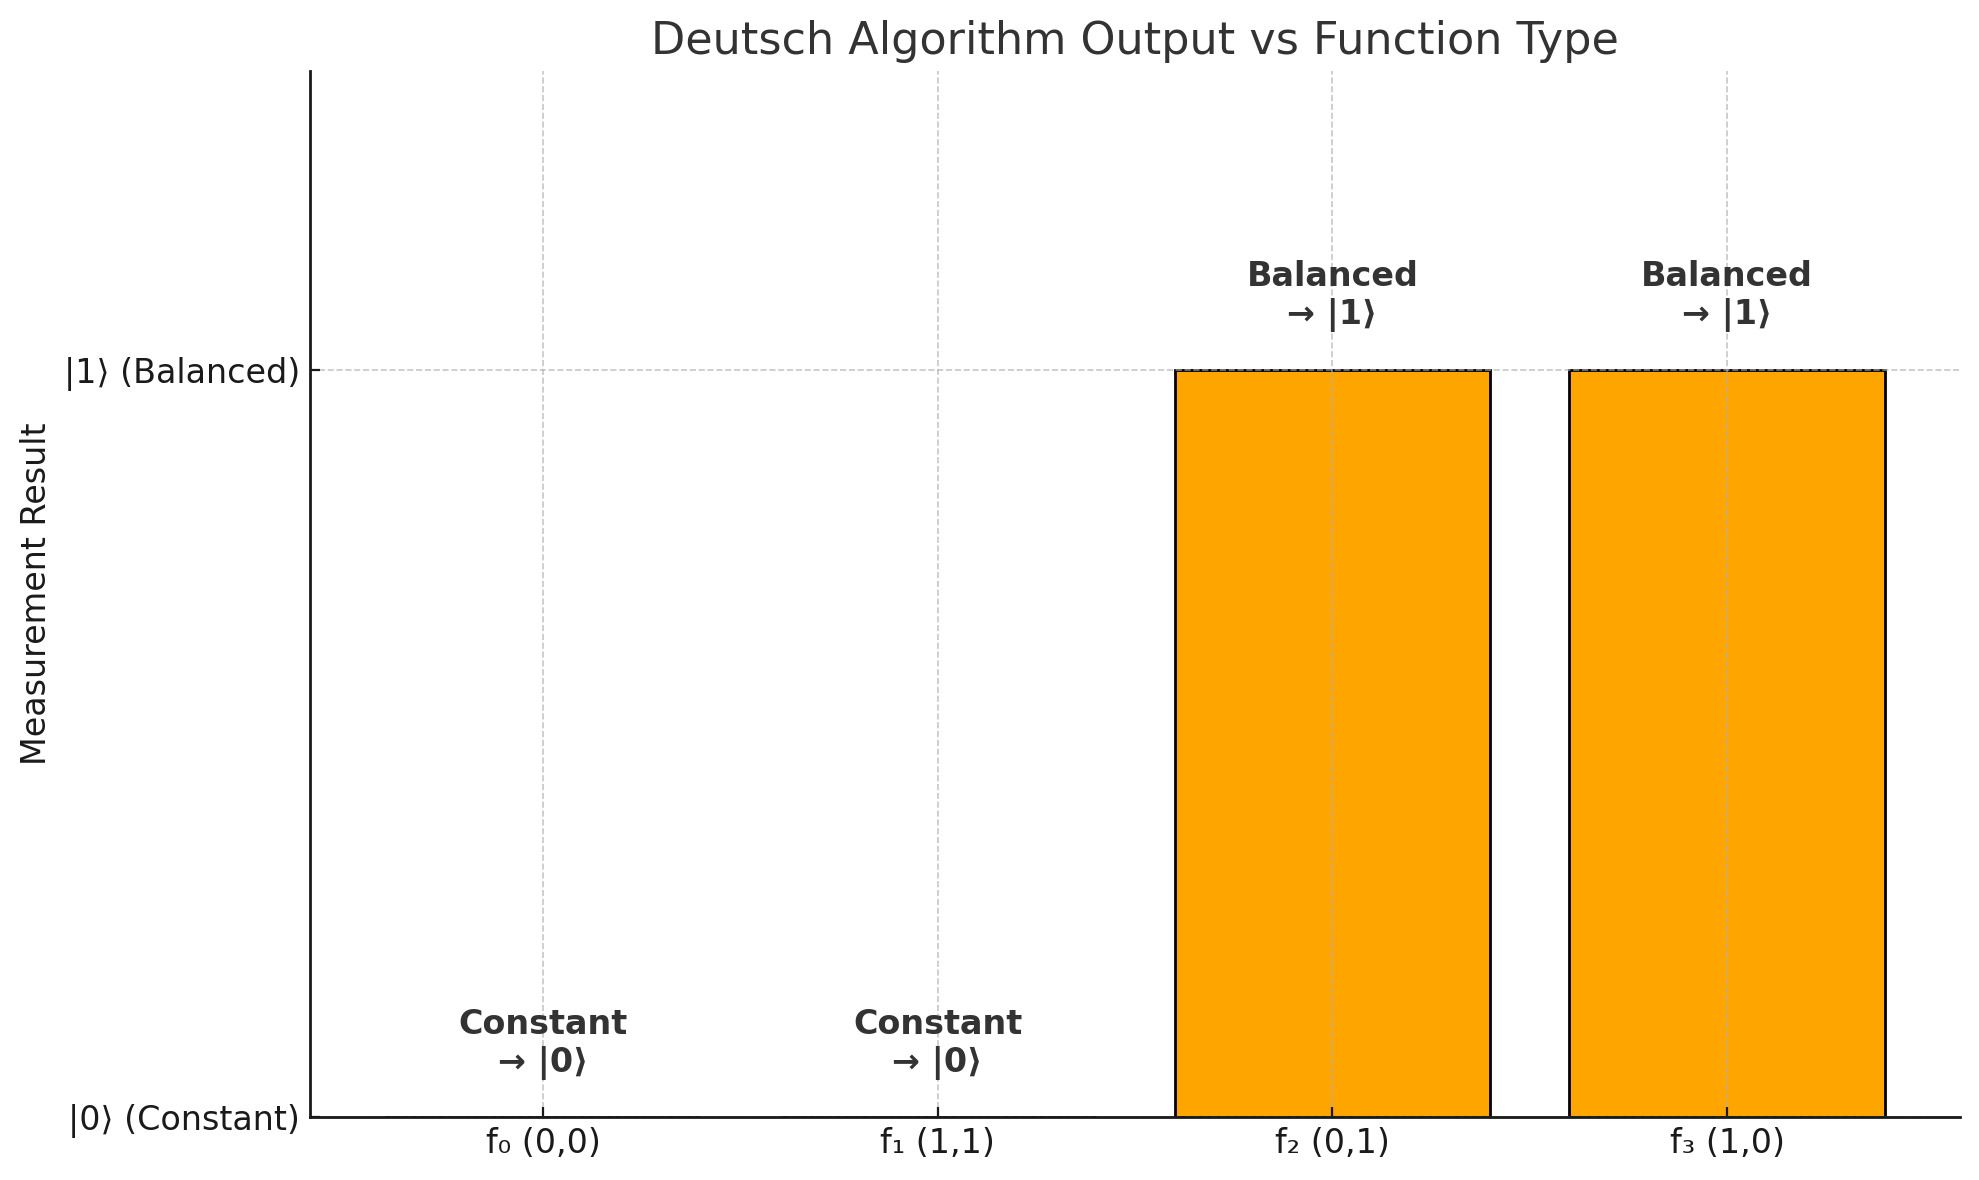 Deutsch Algorithm Output vs Function Type
Measurement Result
|1⟩ (Balanced)
|0⟩ (Constant)
Constant
→ |0⟩
Constant
→ |0⟩
Balanced
→ |1⟩
Balanced
→ |1⟩
f₀ (0,0)
f₁ (1,1)
f₂ (0,1)
f₃ (1,0)